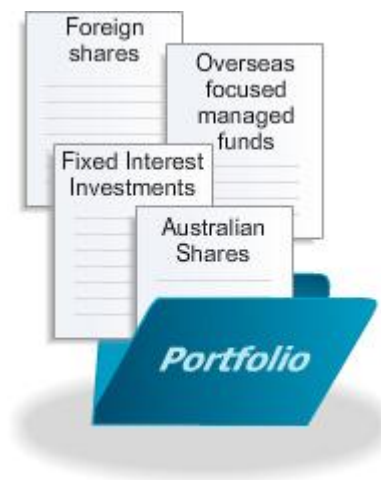 Foreign
shares
Overseas
focused
managed
funds
Fixed Interest
Investments
Australian
Shares
Portfolio